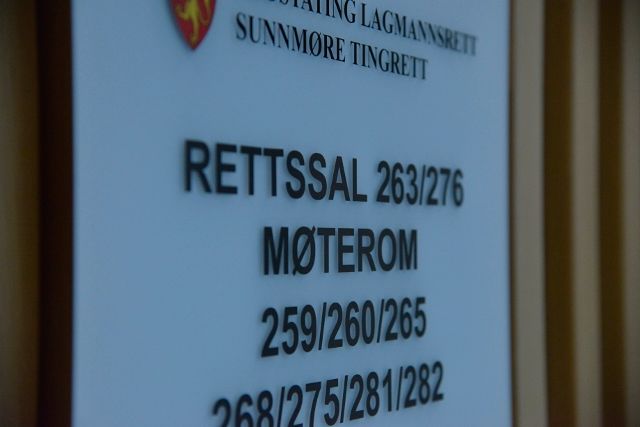 LAGMANNSRETT
SUNNMØRE TINGRETT
RETTSSAL 263/276
MØTEROM
259/260/265
268/275/281/282